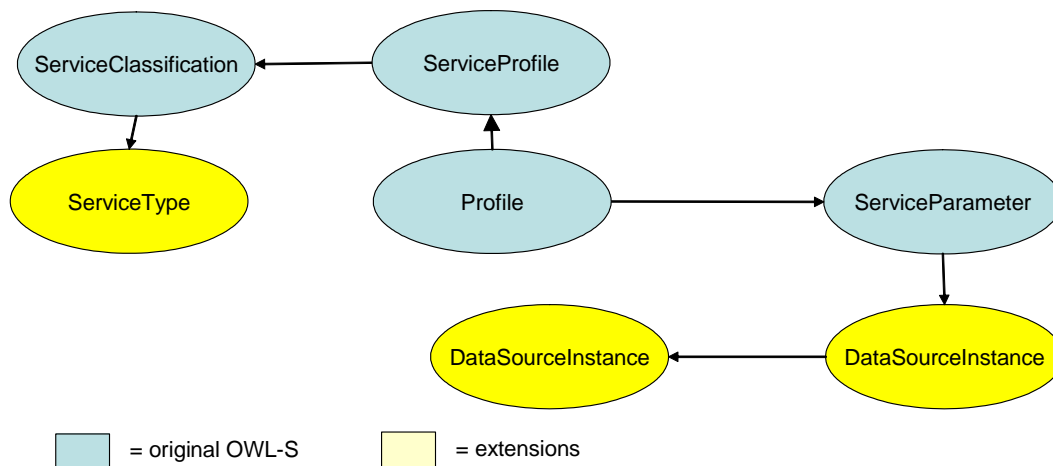 ServiceClassification
ServiceProfile
ServiceType
Profile
ServiceParameter
DataSourceInstance
DataSourceInstance
= original OWL-S
= extensions